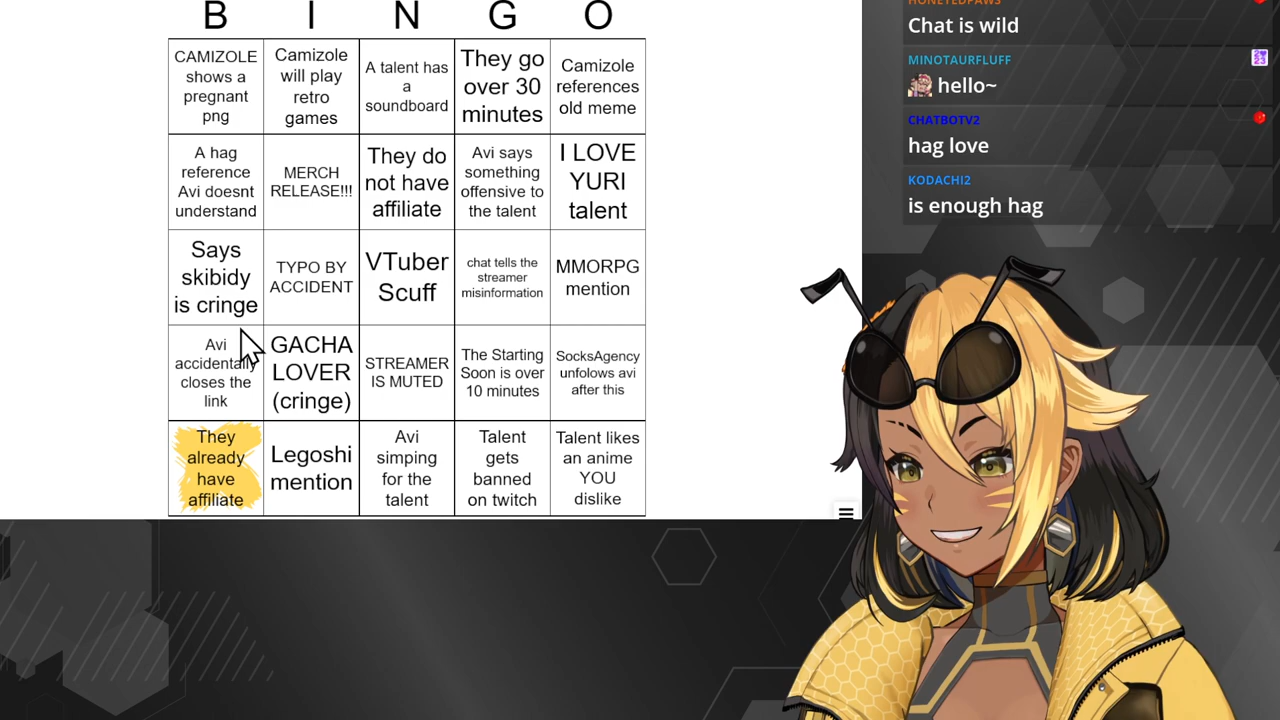 B I N G O
CAMIZOLE
shows a
pregnant
png
Camizole
will play
retro
games
A talent has
a
soundboard
They go
over 30
minutes
Camizole
references
old meme
A hag
reference
Avi doesnt
understand
MERCH
RELEASE!!!
They do
not have
affiliate
Avi says
something
offensive to
the talent
I LOVE
YURI
talent
Says
skibidy
is cringe
TYPO BY
ACCIDENT
VTuber
Scuff
chat tells the
streamer
misinformation
MMORPG
mention
Avi
accidentally
closes the
link
GACHA
LOVER
(cringe)
STREAMER
IS MUTED
The Starting
Soon is over
10 minutes
SocksAgency
unfolows avi
after this
They
already
have
affiliate
Legoshi
mention
Avi
simping
for the
talent
Talent
gets
banned
on twitch
Talent likes
an anime
YOU
dislike
HONEYEDPAWS
Chat is wild
MINOTAURFLUFF
hello~
CHATBOTV2
hag love
KODACHI2
is enough hag